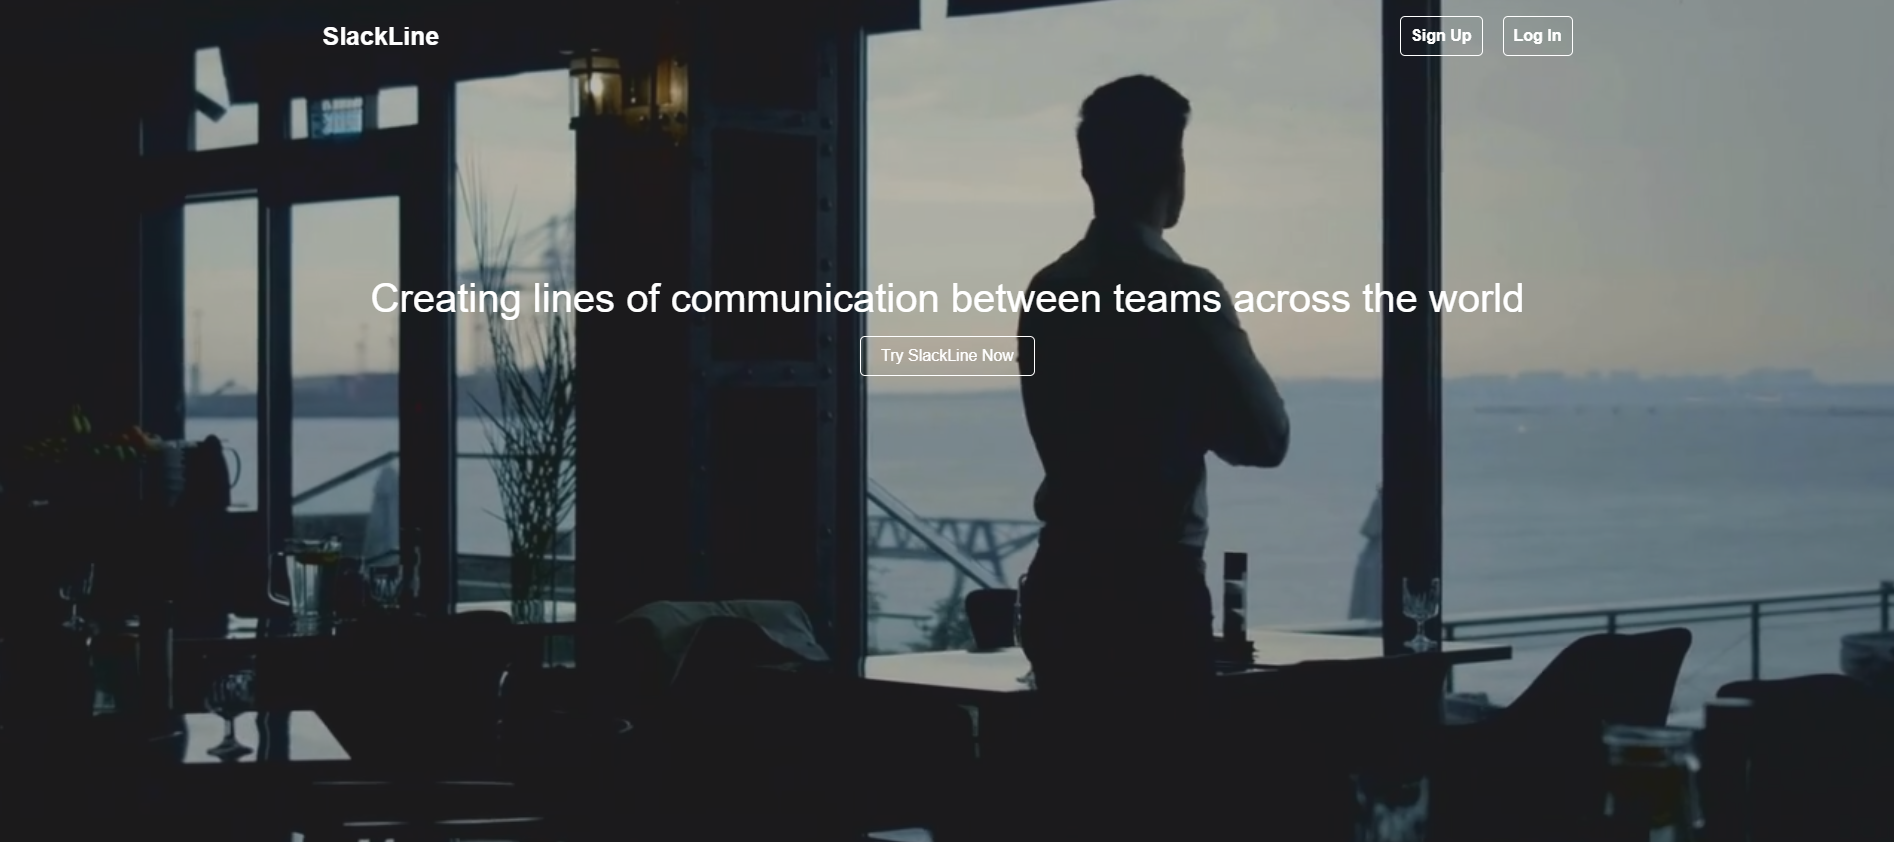 SlackLine
Sign Up
Log In
Creating lines of communication between teams across the world
Try SlackLine Now